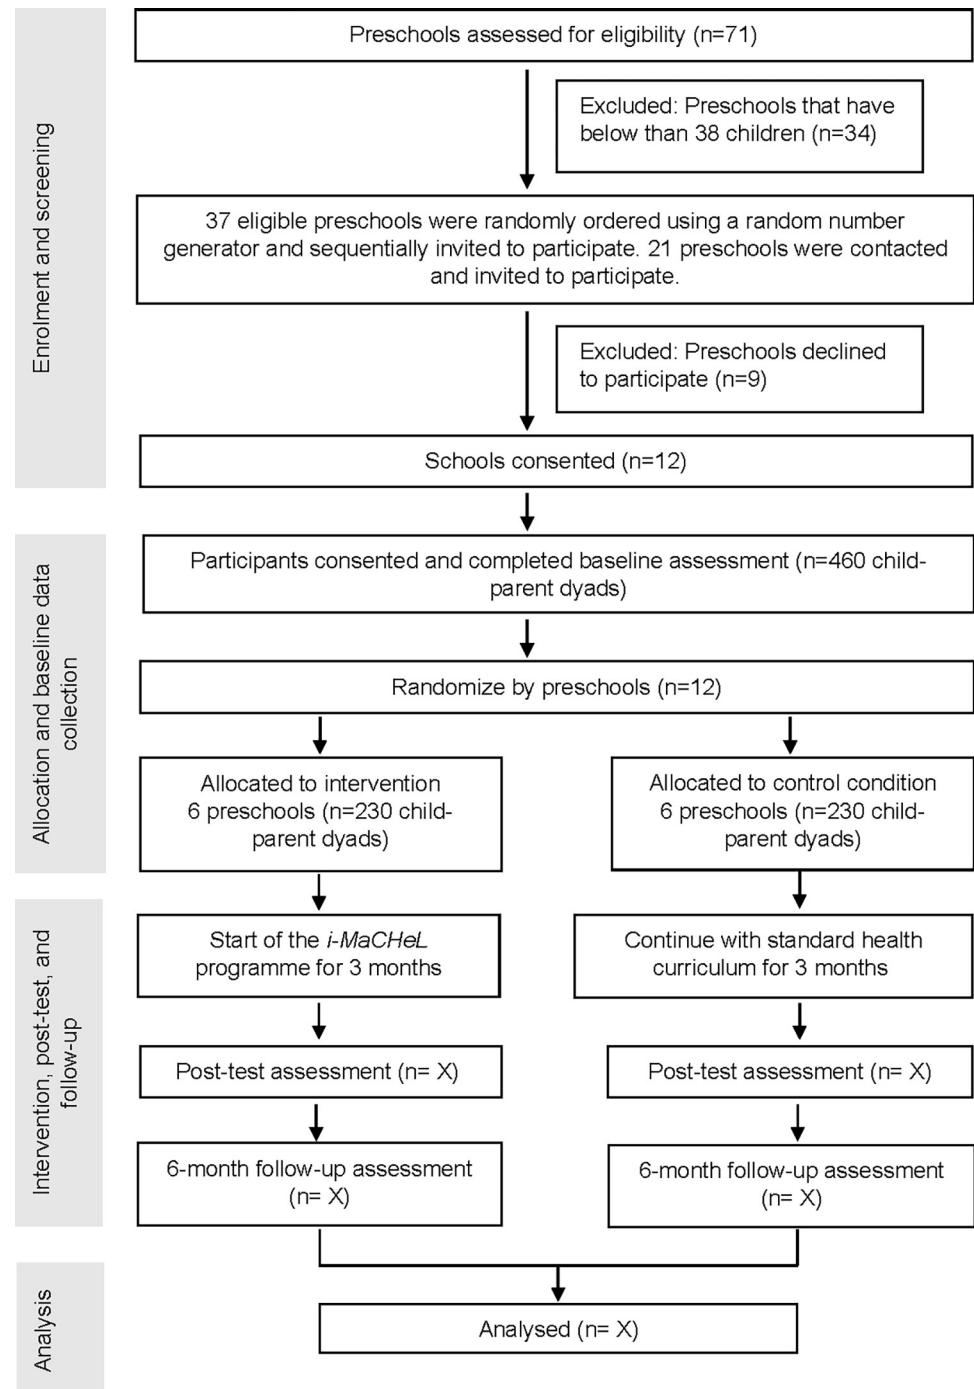 Enrolment and screening
Preschools assessed for eligibility (n=71)
Excluded: Preschools that have
below than 38 children (n=34)
37 eligible preschools were randomly ordered using a random number
generator and sequentially invited to participate. 21 preschools were contacted
and invited to participate.
Excluded: Preschools declined
to participate (n=9)
Schools consented (n=12)
Allocation and baseline data
collection
Participants consented and completed baseline assessment (n=460 child-
parent dyads)
Randomize by preschools (n=12)
Allocated to intervention
6 preschools (n=230 child-
parent dyads)
Allocated to control condition
6 preschools (n=230 child-
parent dyads)
Intervention, post-test, and
follow-up
Start of the i-MaCHeL
programme for 3 months
Continue with standard health
curriculum for 3 months
Post-test assessment (n= X)
Post-test assessment (n= X)
6-month follow-up assessment
(n= X)
6-month follow-up assessment
(n= X)
Analysis
Analysed (n= X)